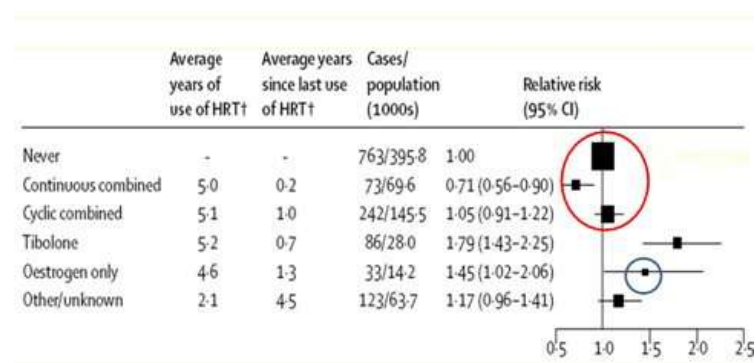 Average years of use of HRT† Average years since last use of HRT† Cases/ population (1000s) Relative risk (95% CI)
Never - - 763/395·8 1·00
Continuous combined 5·0 0·2 73/69·6 0·71 (0·56–0·90)
Cyclic combined 5·1 1·0 242/145·5 1·05 (0·91–1·22)
Tibolone 5·2 0·7 86/28·0 1·79 (1·43–2·25)
Oestrogen only 4·6 1·3 33/14·2 1·45 (1·02–2·06)
Other/unknown 2·1 4·5 123/63·7 1·17 (0·96–1·41)
0·5 1·0 1·5 2·0 2·5